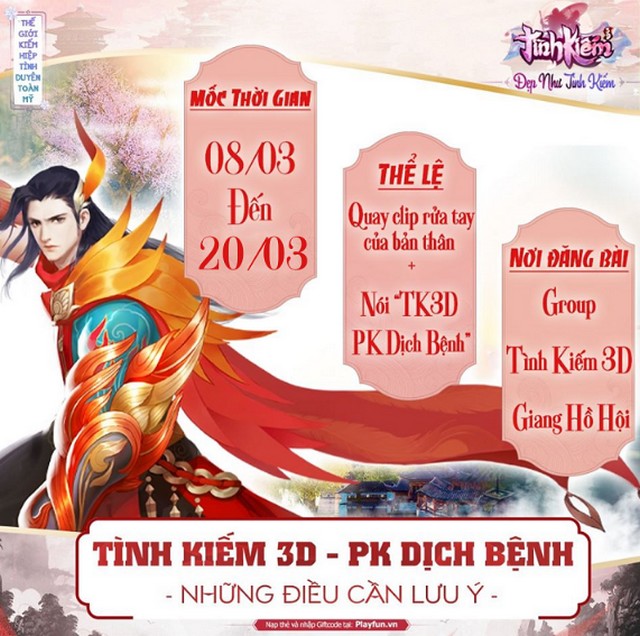 THẾ
GIỚI
KIẾM
HIỆP
TÌNH
DUYÊN
TOÀN
MỸ
Tình Kiếm 3D
Đẹp Như Tình Kiếm
MỐC THỜI GIAN
08/03
Đến
20/03
THỂ LỆ
Quay clip rửa tay
của bản thân
+
Nói "TK3D
PK Dịch Bệnh"
NƠI ĐĂNG BÀI
Group
Tình Kiếm 3D
Giang Hồ Hội
TÌNH KIẾM 3D - PK DỊCH BỆNH
- NHỮNG ĐIỀU CẦN LƯU Ý -
Nạp thẻ và nhập Giftcode tại: Playfun.vn